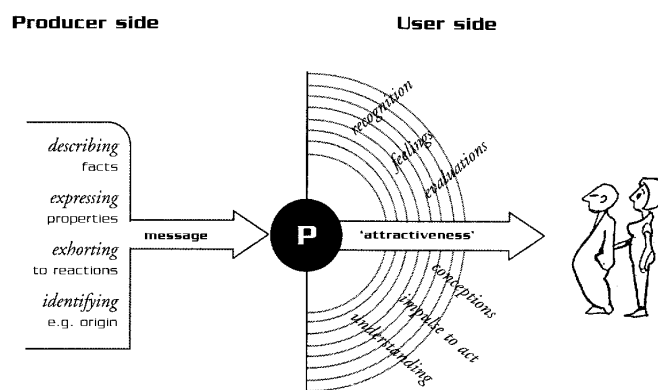 Producer side
User side
describing
facts
expressing
properties
exhorting
to reactions
identifying
e.g. origin
message
P
'attractiveness'
recognition
feelings
evaluations
conceptions
impulse to act
understanding